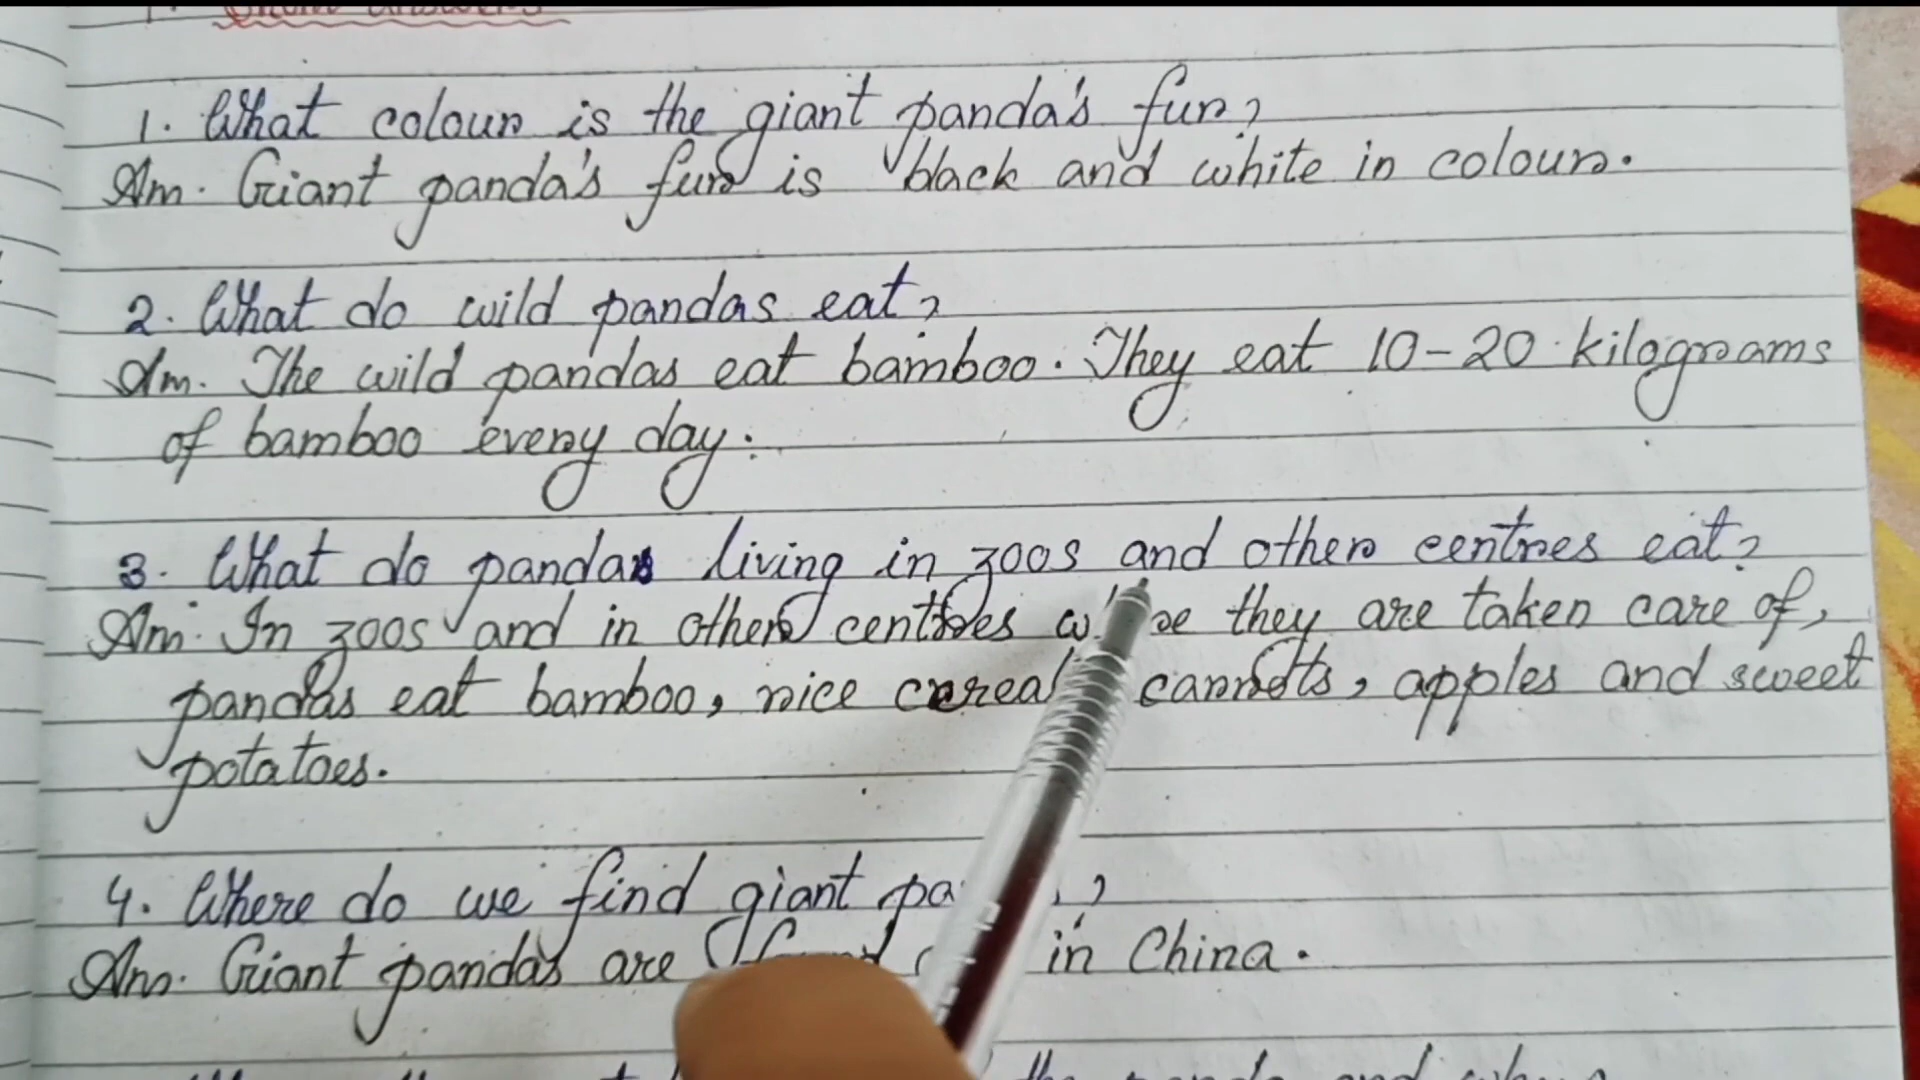 1. What colour is the giant panda's fur?
Ans. Giant panda's fur is black and white in colour.
2. What do wild pandas eat?
Ans. The wild pandas eat bamboo. They eat 10-20 kilograms
of bamboo every day.
3. What do pandas living in zoos and other centres eat?
Ans. In zoos and in other centres they are taken care of,
pandas eat bamboo, rice carrots, apples and sweet
potatoes.
4. Where do we find giant
Ans. Giant pandas are in China.